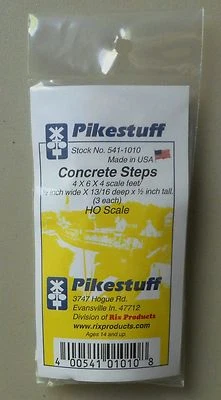 Pikestuff
Stock No. 541-1010
Made in USA
Concrete Steps
4 X 6 X 4 scale feet
inch wide X 13/16 deep x ½ inch tall.
(3 each)
HO Scale
Pikestuff
3747 Hogue Rd.
Evansville In. 47712
Division of Rix Products
www.rixproducts.com
Ages 14 and up.
4 00541 01010 8